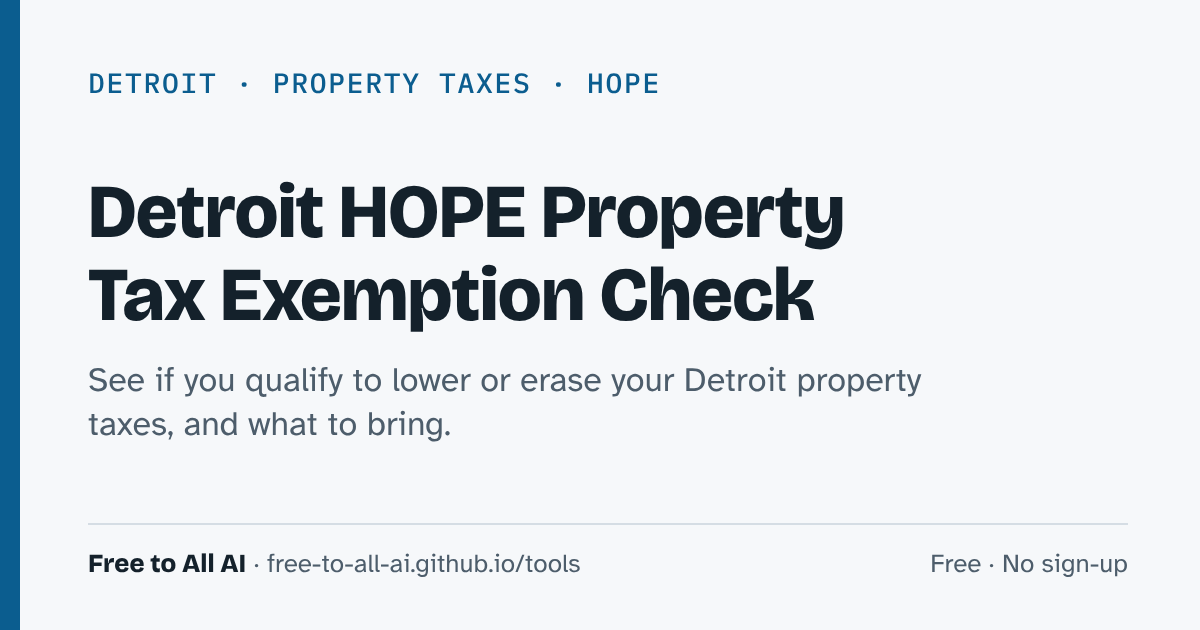 DETROIT · PROPERTY TAXES · HOPE
Detroit HOPE Property
Tax Exemption Check
See if you qualify to lower or erase your Detroit property
taxes, and what to bring.
Free to All AI · free-to-all-ai.github.io/tools
Free · No sign-up